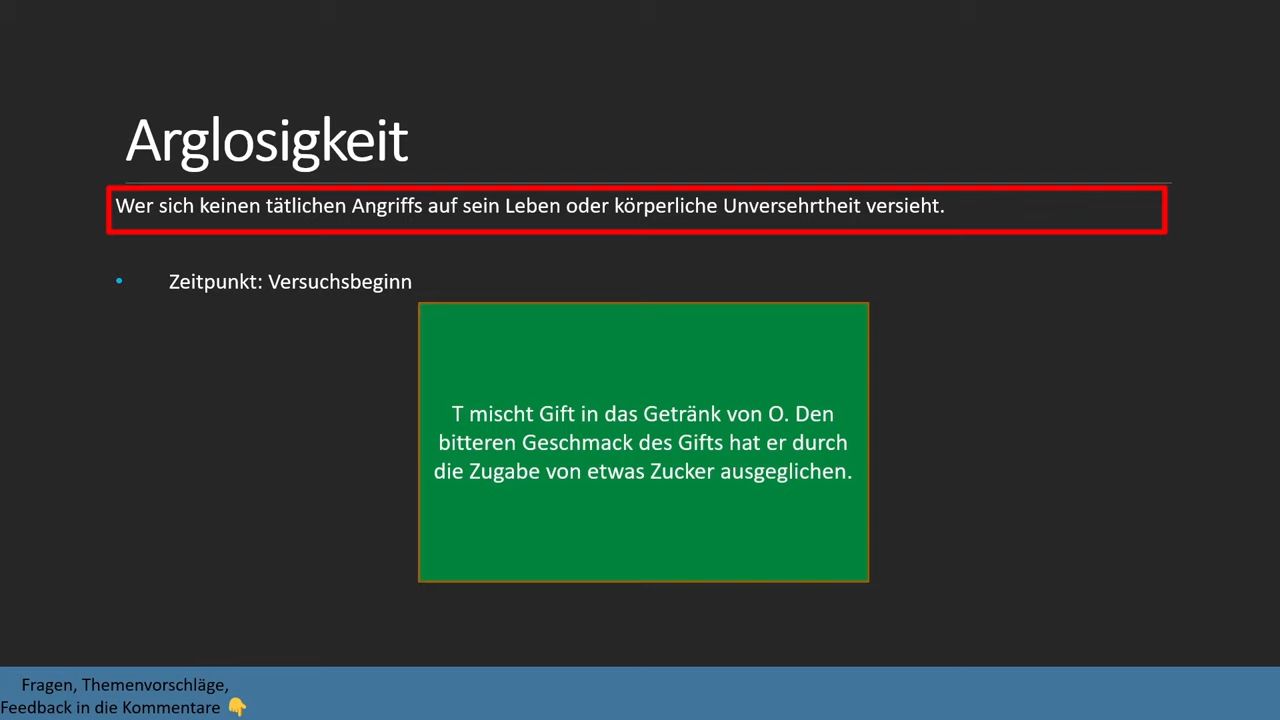 Arglosigkeit
Wer sich keinen tätlichen Angriffs auf sein Leben oder körperliche Unversehrtheit versieht.
• Zeitpunkt: Versuchsbeginn
T mischt Gift in das Getränk von O. Den
bitteren Geschmack des Gifts hat er durch
die Zugabe von etwas Zucker ausgeglichen.
Fragen, Themenvorschläge,
Feedback in die Kommentare 👇